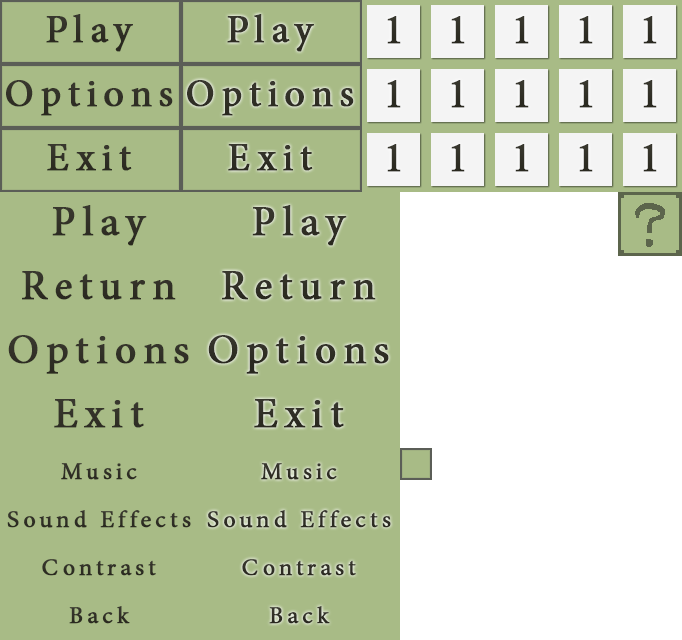 Play Play 1 1 1 1 1
Options Options 1 1 1 1 1
Exit Exit 1 1 1 1 1
Play Play ?
Return Return
Options Options
Exit Exit
Music Music
Sound Effects Sound Effects
Contrast Contrast
Back Back